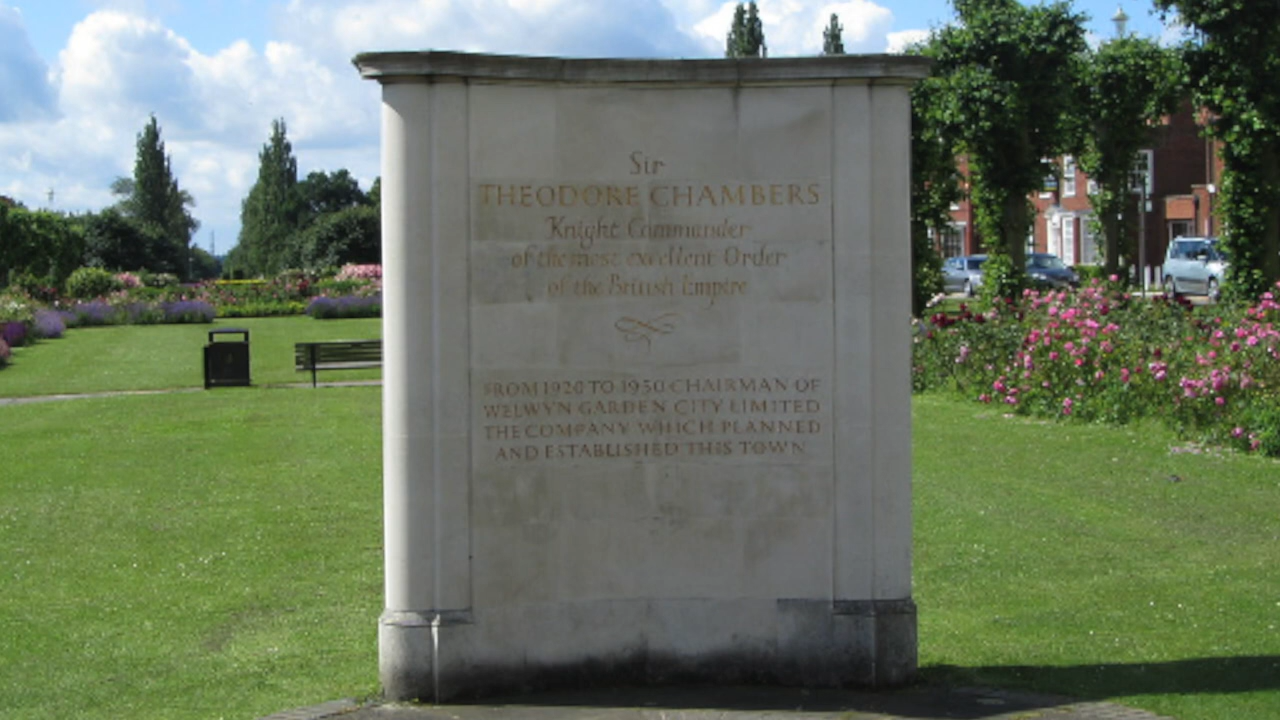 Sir
THEODORE CHAMBERS
Knight Commander
of the most excellent Order
of the British Empire
FROM 1920 TO 1950 CHAIRMAN OF
WELWYN GARDEN CITY LIMITED
THE COMPANY WHICH PLANNED
AND ESTABLISHED THIS TOWN